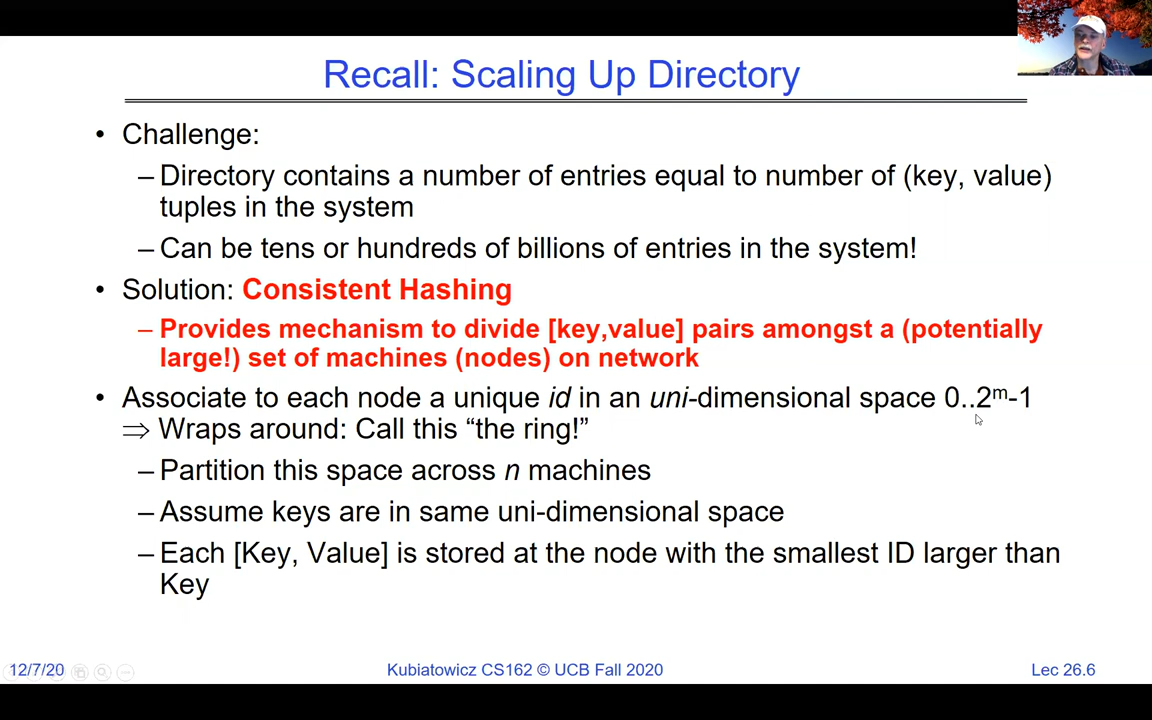 Recall: Scaling Up Directory
• Challenge:
– Directory contains a number of entries equal to number of (key, value)
tuples in the system
– Can be tens or hundreds of billions of entries in the system!
• Solution: Consistent Hashing
– Provides mechanism to divide [key,value] pairs amongst a (potentially
large!) set of machines (nodes) on network
• Associate to each node a unique id in an uni-dimensional space 0..2ᵐ-1
⇒ Wraps around: Call this “the ring!”
– Partition this space across n machines
– Assume keys are in same uni-dimensional space
– Each [Key, Value] is stored at the node with the smallest ID larger than
Key
12/7/20 Kubiatowicz CS162 © UCB Fall 2020 Lec 26.6